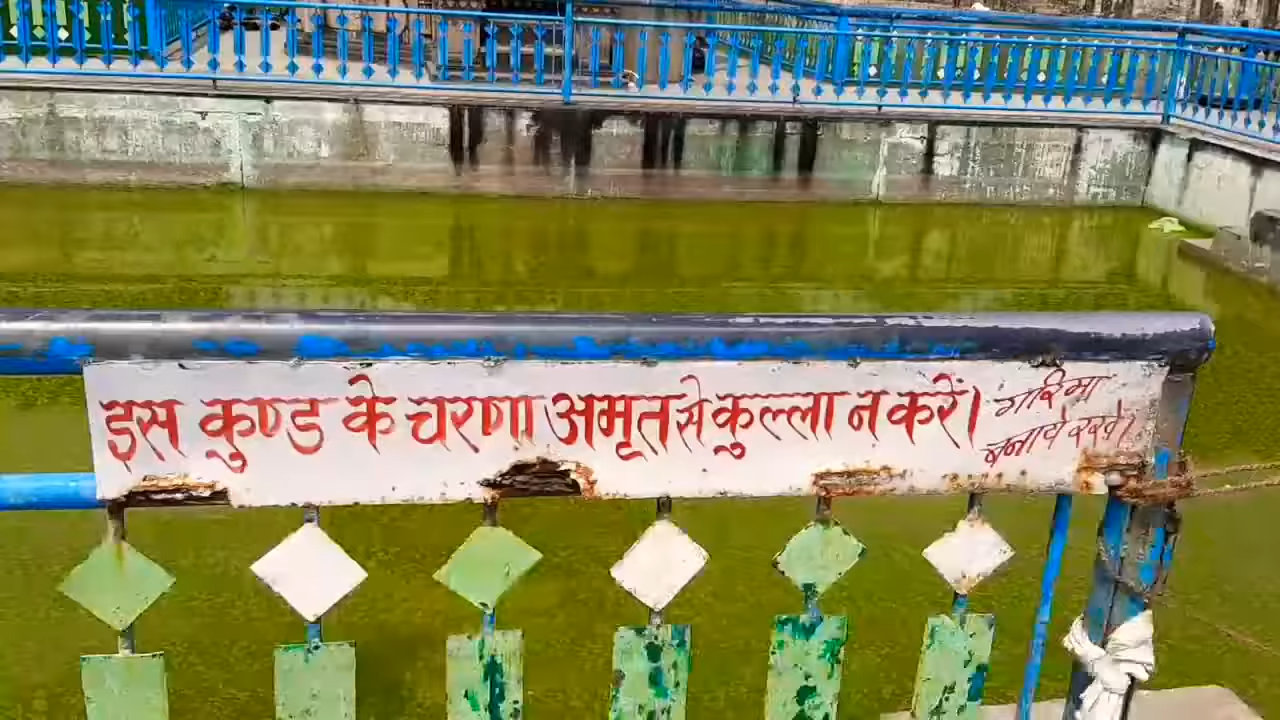 इस कुण्ड के चरणा अमृत से कुल्ला न करें।
गरिमा
बनाये रखे।